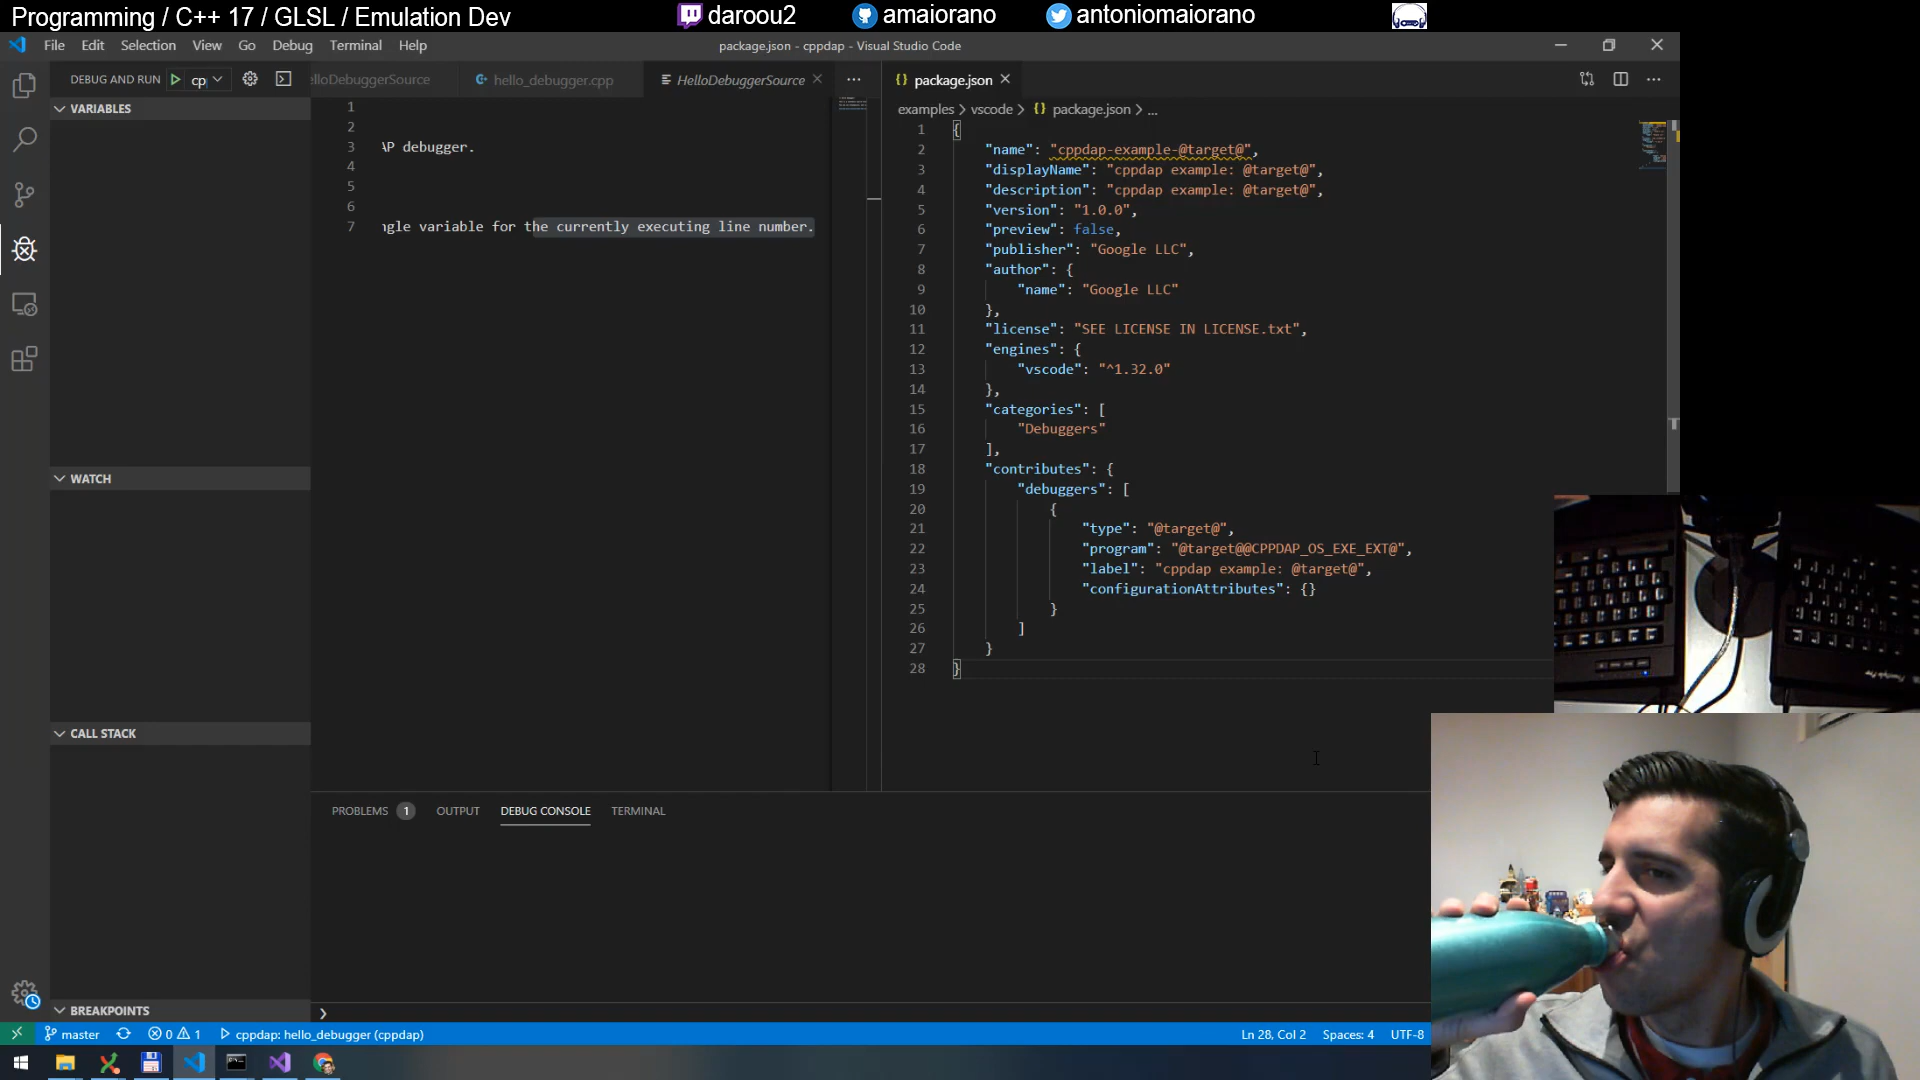 Programming / C++ 17 / GLSL / Emulation Dev
daroou2
amaiorano
antoniomaiorano
File Edit Selection View Go Debug Terminal Help
package.json - cppdap - Visual Studio Code
DEBUG AND RUN
cp
lloDebuggerSource
hello_debugger.cpp
HelloDebuggerSource
package.json
VARIABLES
WATCH
CALL STACK
BREAKPOINTS
1
2
3 AP debugger.
4
5
6
7 ngle variable for the currently executing line number.
examples > vscode > {} package.json > ...
1 {
2 "name": "cppdap-example-@target@",
3 "displayName": "cppdap example: @target@",
4 "description": "cppdap example: @target@",
5 "version": "1.0.0",
6 "preview": false,
7 "publisher": "Google LLC",
8 "author": {
9 "name": "Google LLC"
10 },
11 "license": "SEE LICENSE IN LICENSE.txt",
12 "engines": {
13 "vscode": "^1.32.0"
14 },
15 "categories": [
16 "Debuggers"
17 ],
18 "contributes": {
19 "debuggers": [
20 {
21 "type": "@target@",
22 "program": "@target@@CPPDAP_OS_EXE_EXT@",
23 "label": "cppdap example: @target@",
24 "configurationAttributes": {}
25 }
26 ]
27 }
28 }
PROBLEMS 1 OUTPUT DEBUG CONSOLE TERMINAL
master
0 1
cppdap: hello_debugger (cppdap)
Ln 28, Col 2
Spaces: 4
UTF-8